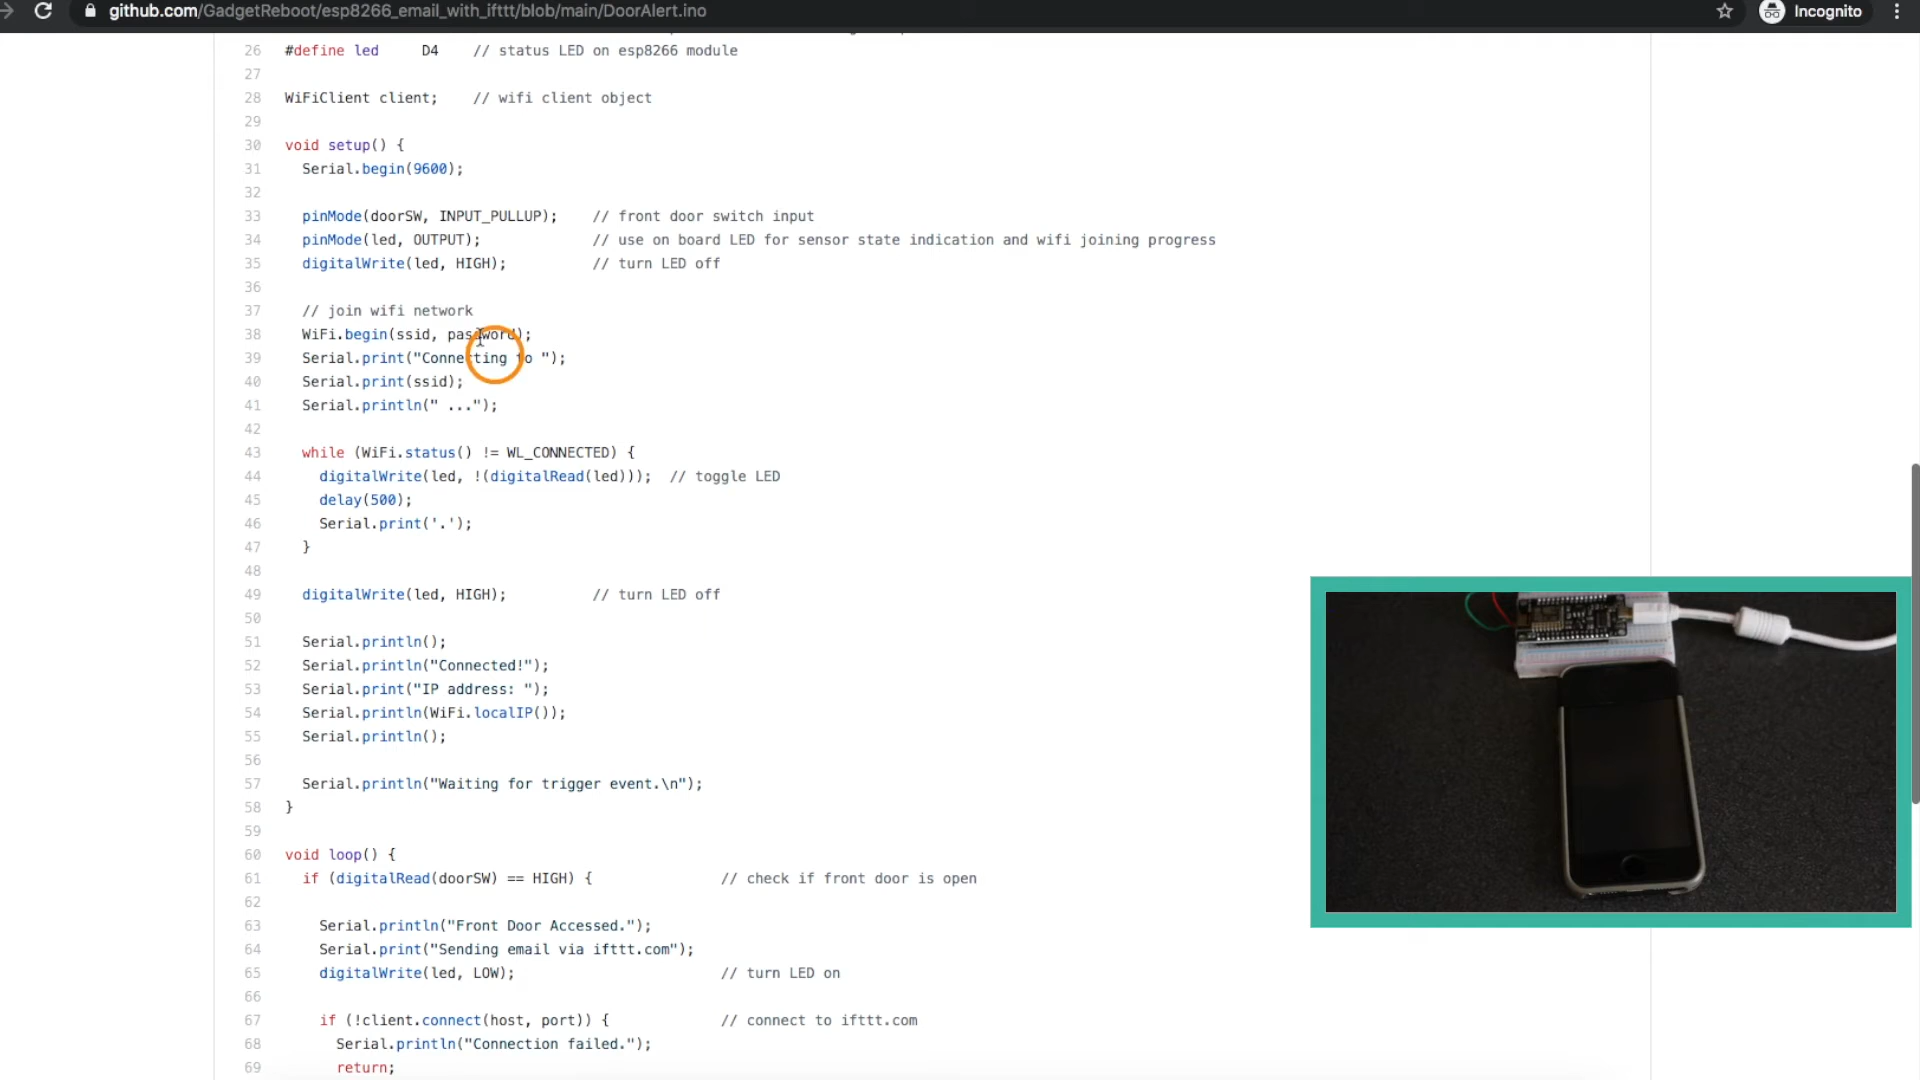 github.com/GadgetReboot/esp8266_email_with_ifttt/blob/main/DoorAlert.ino
Incognito
26 #define led D4 // status LED on esp8266 module
27
28 WiFiClient client; // wifi client object
29
30 void setup() {
31 Serial.begin(9600);
32
33 pinMode(doorSW, INPUT_PULLUP); // front door switch input
34 pinMode(led, OUTPUT); // use on board LED for sensor state indication and wifi joining progress
35 digitalWrite(led, HIGH); // turn LED off
36
37 // join wifi network
38 WiFi.begin(ssid, password);
39 Serial.print("Connecting to ");
40 Serial.print(ssid);
41 Serial.println(" ...");
42
43 while (WiFi.status() != WL_CONNECTED) {
44 digitalWrite(led, !(digitalRead(led))); // toggle LED
45 delay(500);
46 Serial.print('.');
47 }
48
49 digitalWrite(led, HIGH); // turn LED off
50
51 Serial.println();
52 Serial.println("Connected!");
53 Serial.print("IP address: ");
54 Serial.println(WiFi.localIP());
55 Serial.println();
56
57 Serial.println("Waiting for trigger event.\n");
58 }
59
60 void loop() {
61 if (digitalRead(doorSW) == HIGH) { // check if front door is open
62
63 Serial.println("Front Door Accessed.");
64 Serial.print("Sending email via ifttt.com");
65 digitalWrite(led, LOW); // turn LED on
66
67 if (!client.connect(host, port)) { // connect to ifttt.com
68 Serial.println("Connection failed.");
69 return;